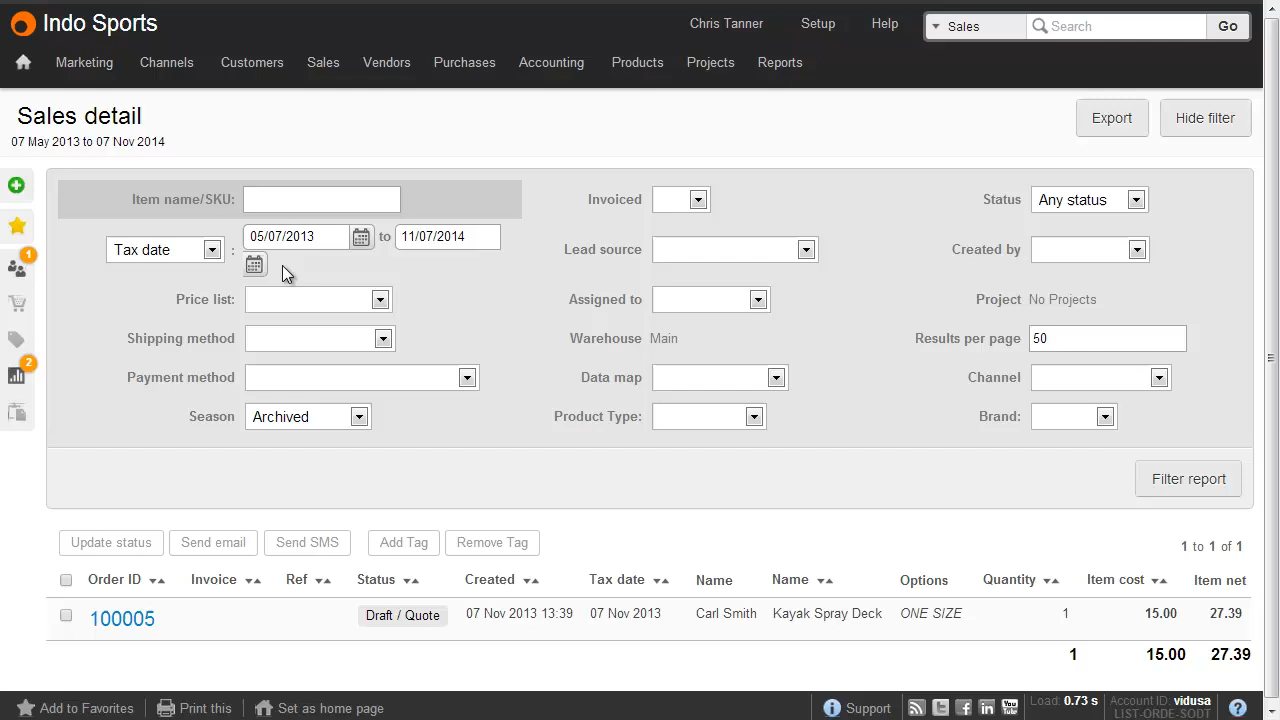 Indo Sports
Chris Tanner Setup Help Sales Search Go
Marketing Channels Customers Sales Vendors Purchases Accounting Products Projects Reports
Sales detail
07 May 2013 to 07 Nov 2014
Export Hide filter
Item name/SKU: Invoiced Status Any status
Tax date : 05/07/2013 to 11/07/2014 Lead source Created by
Price list: Assigned to Project No Projects
Shipping method Warehouse Main Results per page 50
Payment method Data map Channel
Season Archived Product Type: Brand:
1
2
Filter report
Update status Send email Send SMS Add Tag Remove Tag
1 to 1 of 1
Order ID Invoice Ref Status Created Tax date Name Name Options Quantity Item cost Item net
100005 Draft / Quote 07 Nov 2013 13:39 07 Nov 2013 Carl Smith Kayak Spray Deck ONE SIZE 1 15.00 27.39
1 15.00 27.39
Add to Favorites Print this Set as home page Support You Tube Load: 0.73 s Account ID: vidusa
LIST-ORDE-SODT